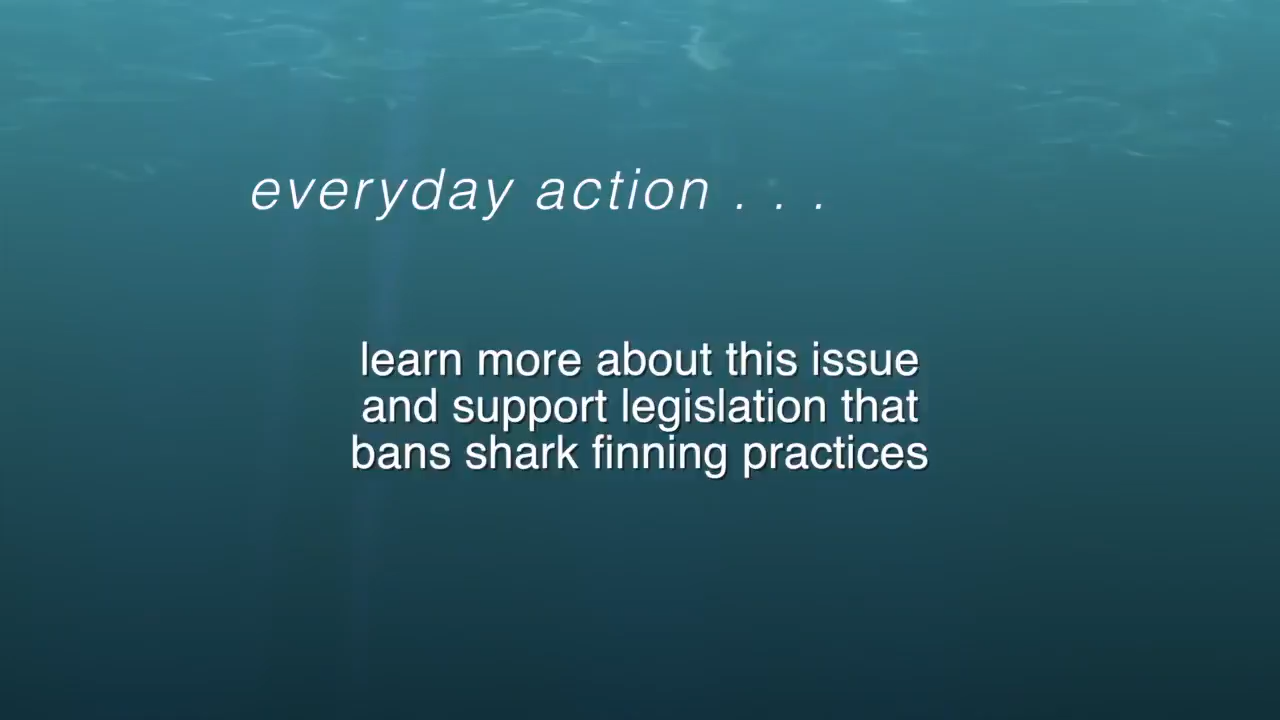 everyday action . . .
learn more about this issue
and support legislation that
bans shark finning practices